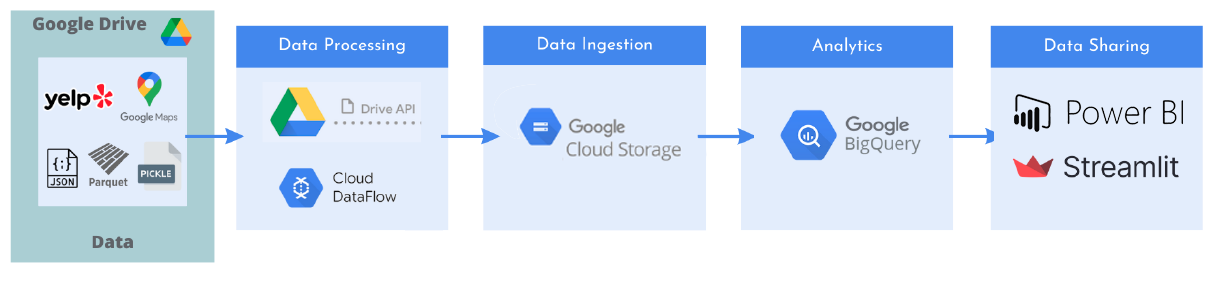 Google Drive
yelp
Google Maps
{:}
JSON
Parquet
PICKLE
Data
Data Processing
Drive API
Cloud
DataFlow
Data Ingestion
Google
Cloud Storage
Analytics
Google
BigQuery
Data Sharing
Power BI
Streamlit